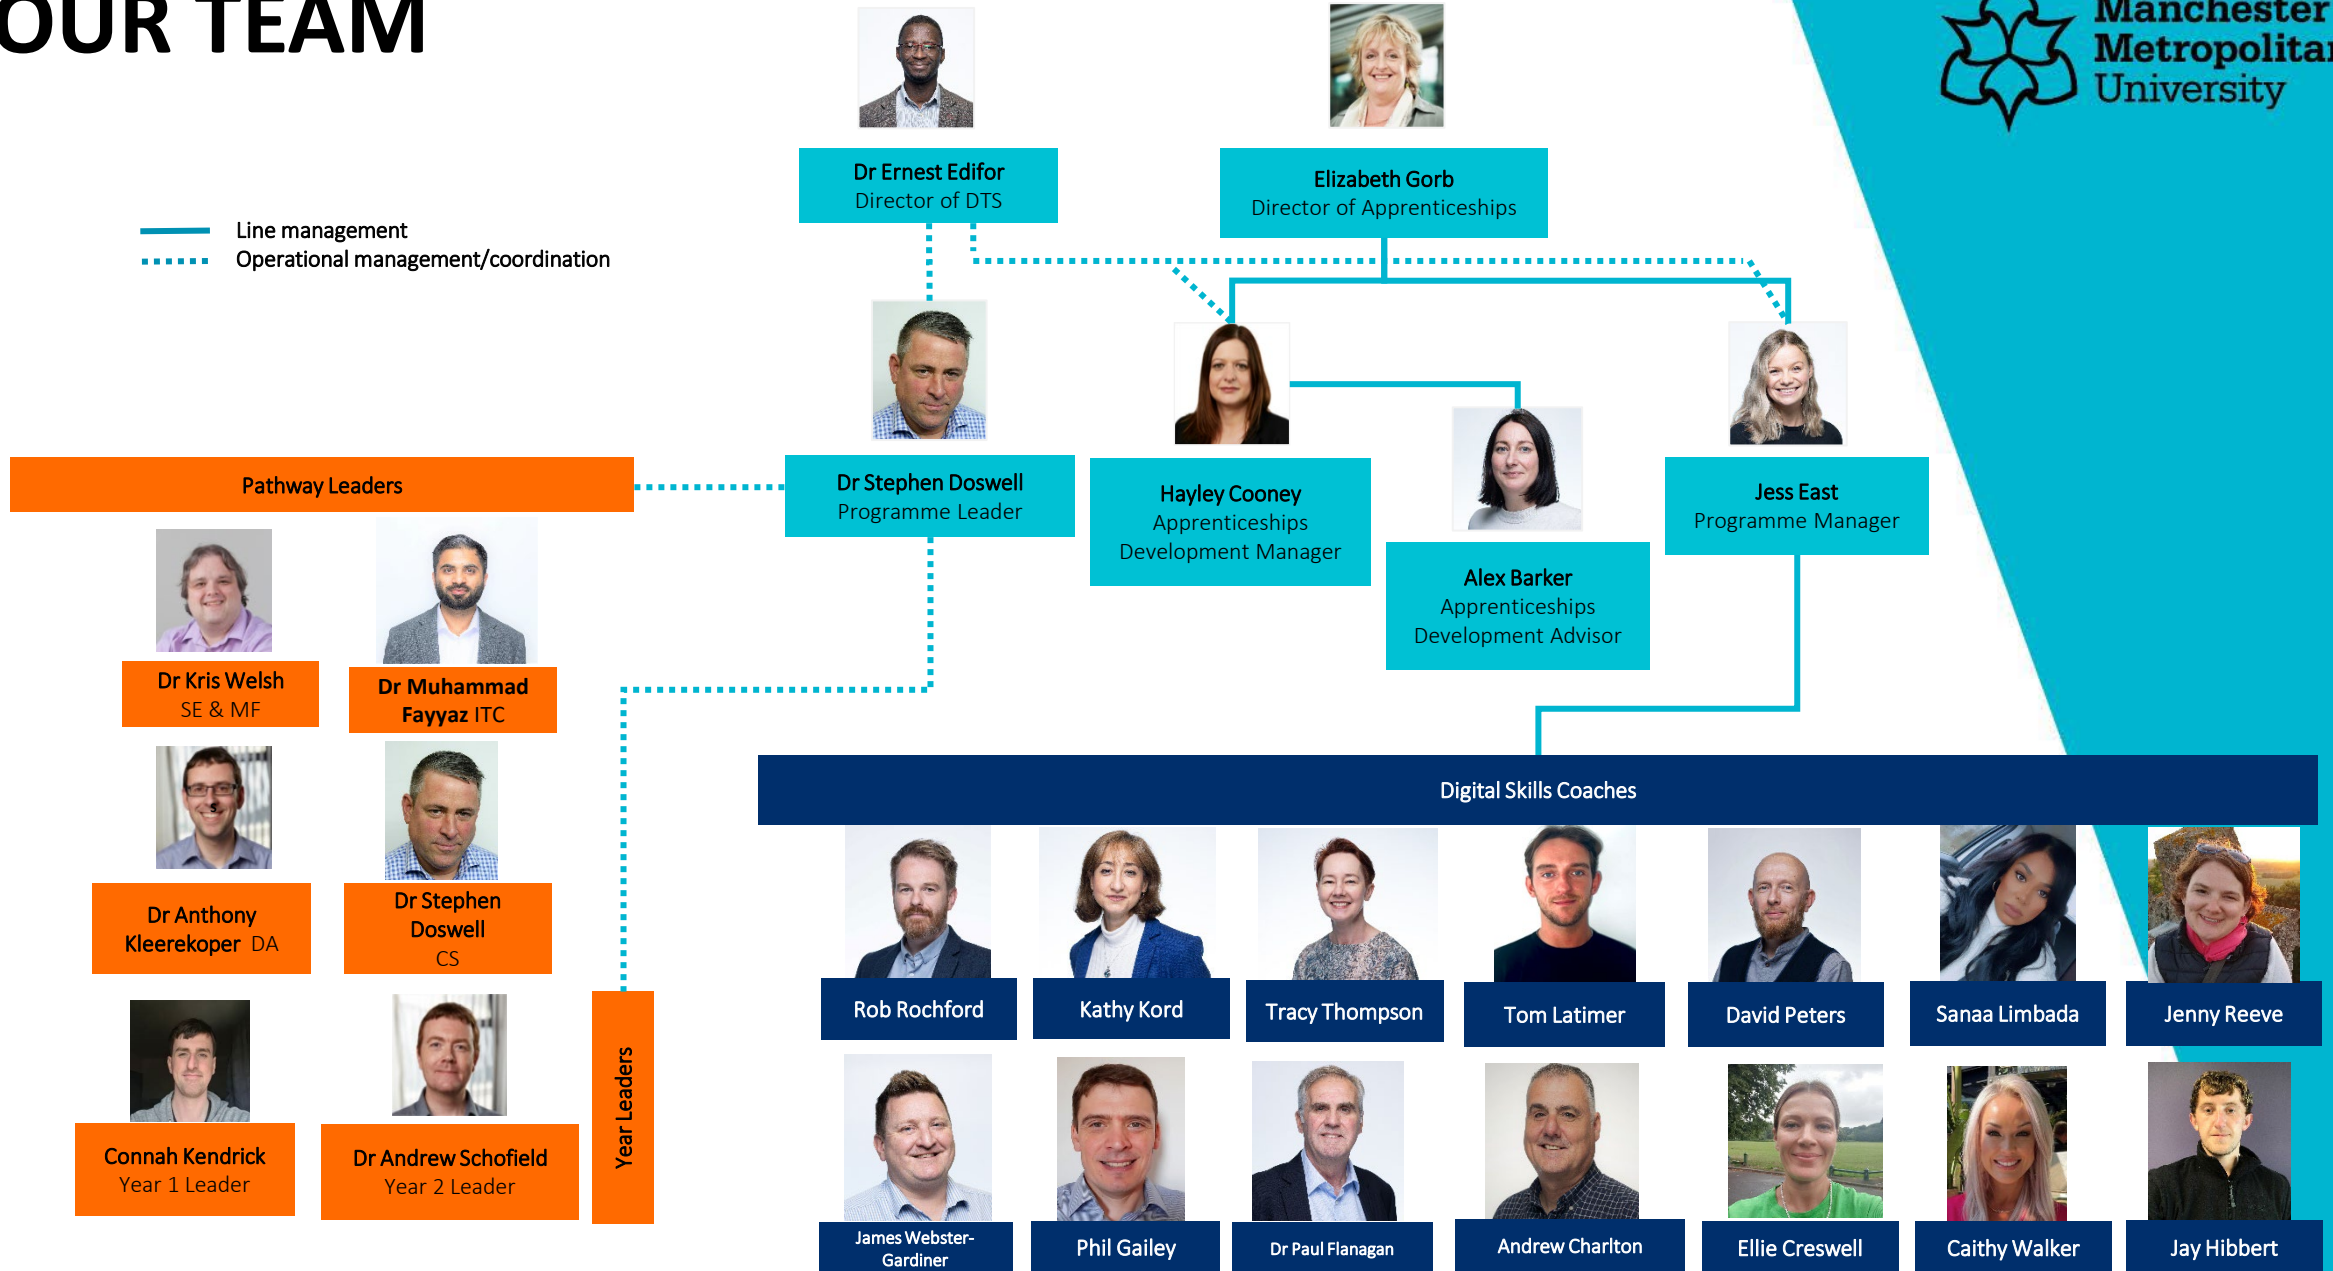 OUR TEAM
Manchester
Metropolitan
University
Line management
Operational management/coordination
Dr Ernest Edifor
Director of DTS
Elizabeth Gorb
Director of Apprenticeships
Pathway Leaders
Dr Stephen Doswell
Programme Leader
Hayley Cooney
Apprenticeships
Development Manager
Alex Barker
Apprenticeships
Development Advisor
Jess East
Programme Manager
Dr Kris Welsh
SE & MF
Dr Muhammad
Fayyaz ITC
Dr Anthony
Kleerekoper DA
Dr Stephen
Doswell
CS
Connah Kendrick
Year 1 Leader
Dr Andrew Schofield
Year 2 Leader
Year Leaders
Digital Skills Coaches
Rob Rochford
Kathy Kord
Tracy Thompson
Tom Latimer
David Peters
Sanaa Limbada
Jenny Reeve
James Webster-
Gardiner
Phil Gailey
Dr Paul Flanagan
Andrew Charlton
Ellie Creswell
Caithy Walker
Jay Hibbert